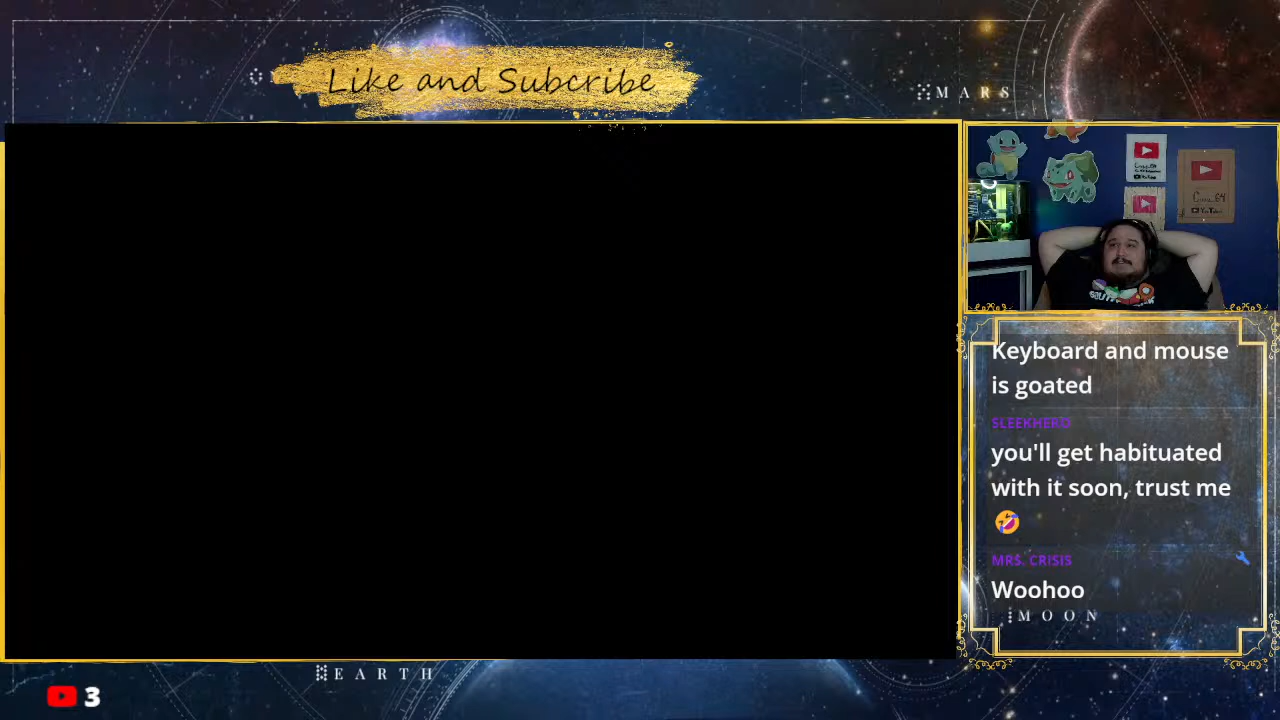 Like and Subcribe
MARS
Keyboard and mouse
is goated
SLEEKHERO
you'll get habituated
with it soon, trust me
🤣
MRS. CRISIS
Woohoo
MOON
EARTH
3